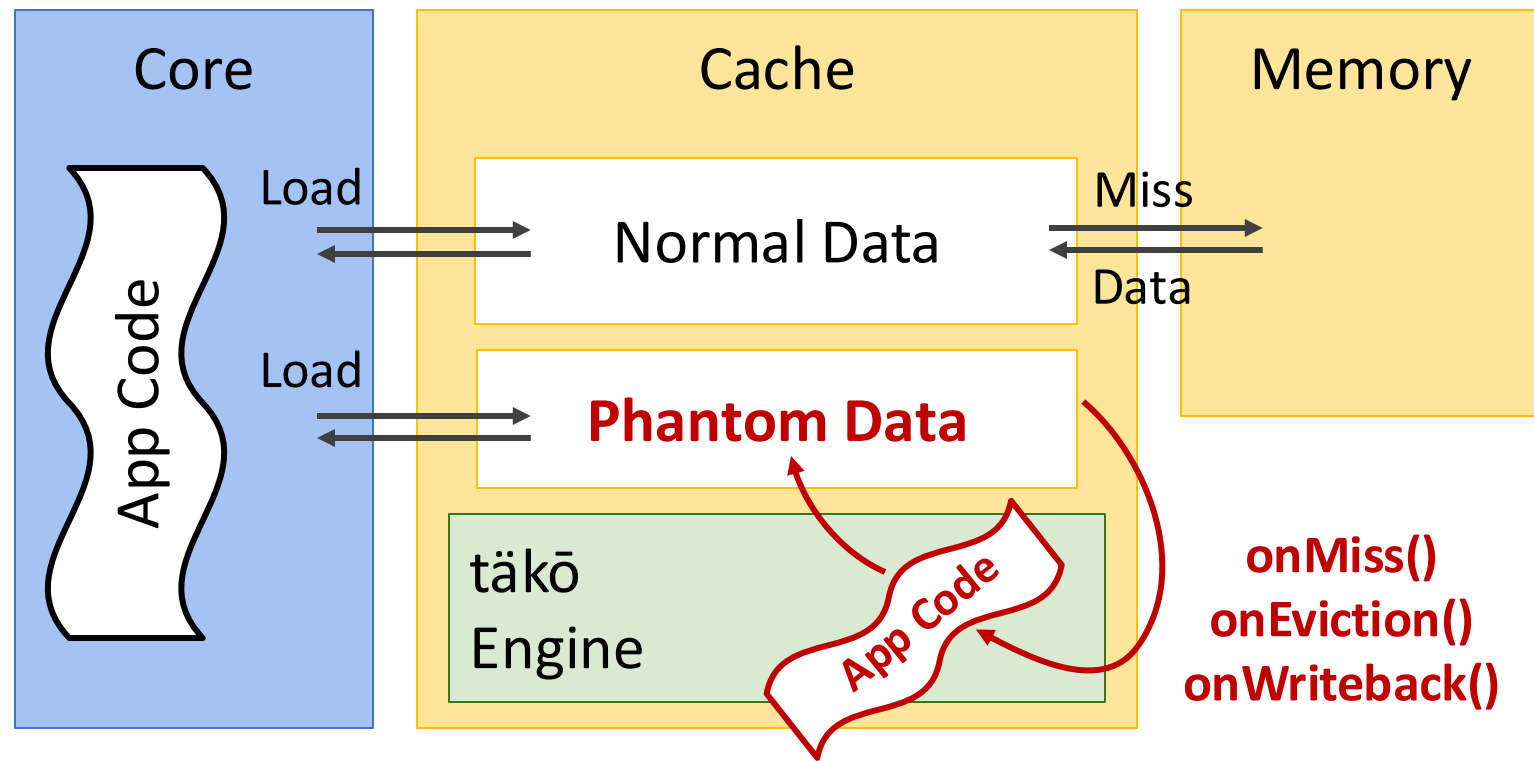 Core
Cache
Memory
Load
Normal Data
Miss
Data
App Code
Load
Phantom Data
täkō
Engine
App Code
onMiss()
onEviction()
onWriteback()